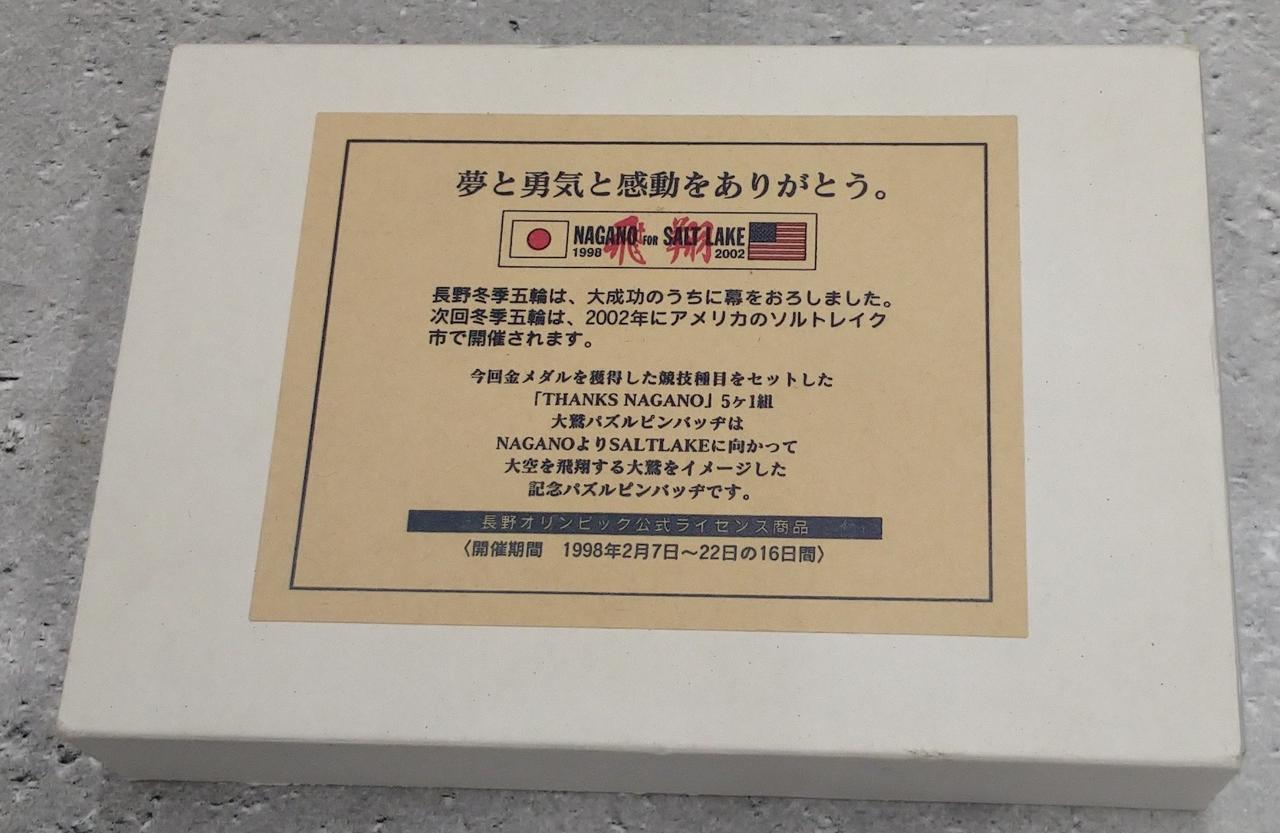 夢と勇気と感動をありがとう。
NAGANO FOR SALT LAKE
1998 飛翔 2002
長野冬季五輪は、大成功のうちに幕をおろしました。
次回冬季五輪は、2002年にアメリカのソルトレイク
市で開催されます。
今回金メダルを獲得した競技種目をセットした
「THANKS NAGANO」5ケ1組
大鷲パズルピンバッヂは
NAGANOよりSALTLAKEに向かつて
大空を飛翔する大鷲をイメージした
記念パズルピンバッヂです。
長野オリンピック公式ライセンス商品
〈開催期間 1998年2月7日～22日の16日間〉